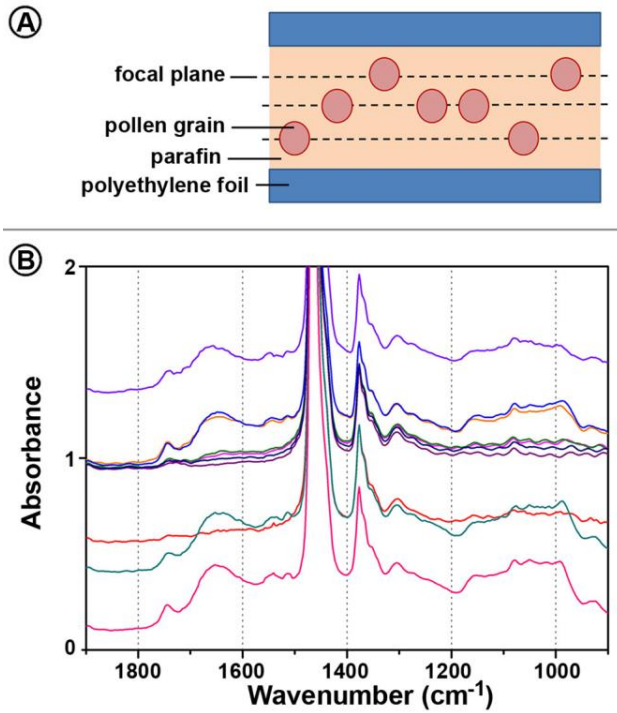 A
focal plane
pollen grain
parafin
polyethylene foil
B
2
1
0
Absorbance
1800 1600 1400 1200 1000
Wavenumber (cm-1)